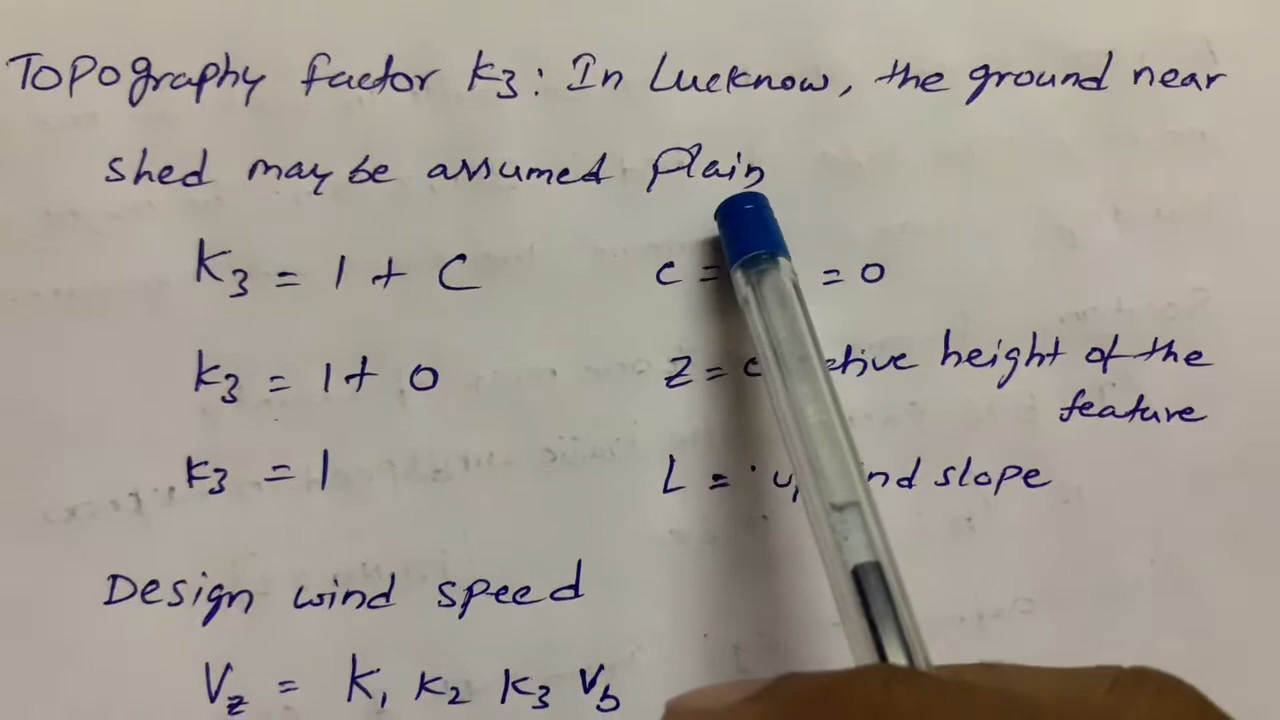 Topography factor K3: In Lucknow, the ground near
shed may be assumed Plain
K3 = 1 + C
C = = 0
K3 = 1 + 0
Z = height of the
feature
K3 = 1
L = slope
Design wind speed
Vz = K1 K2 K3 Vb